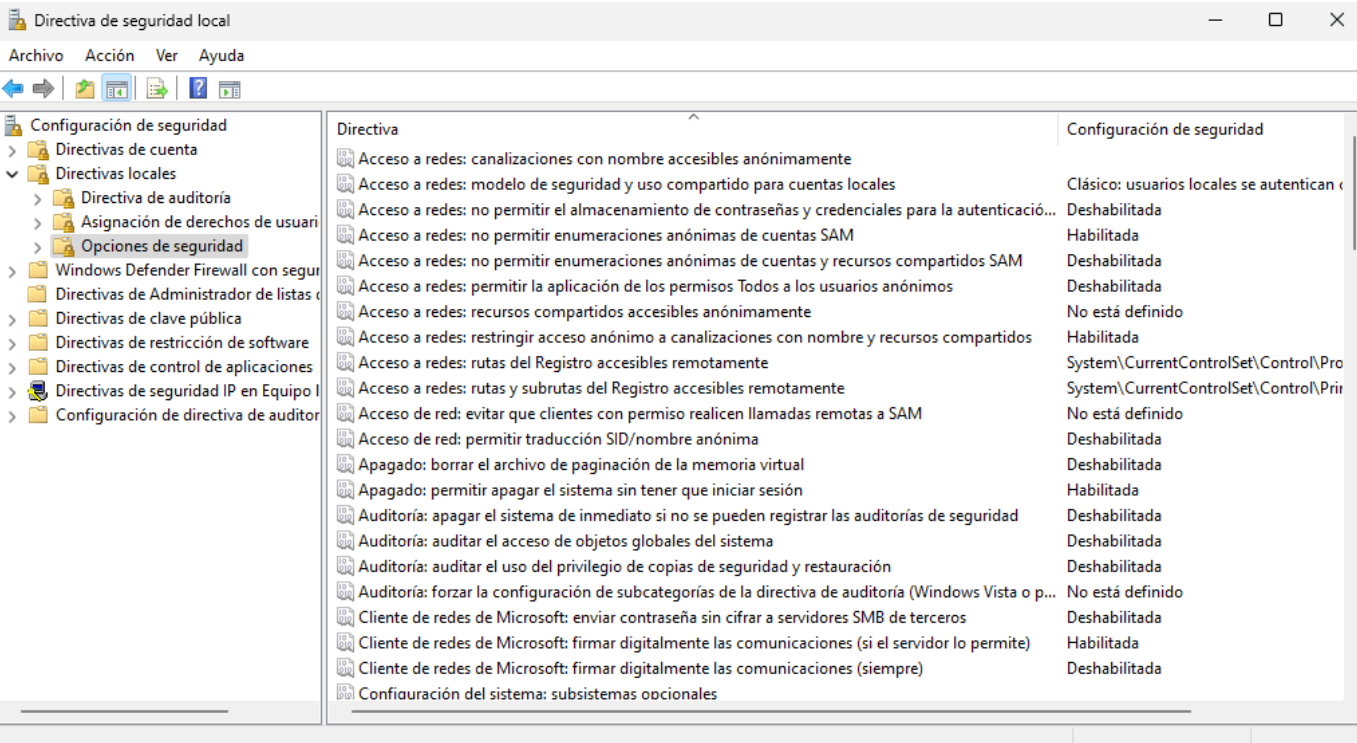 Directiva de seguridad local
Archivo Acción Ver Ayuda
Configuración de seguridad
Directivas de cuenta
Directivas locales
Directiva de auditoría
Asignación de derechos de usuari
Opciones de seguridad
Windows Defender Firewall con segur
Directivas de Administrador de listas
Directivas de clave pública
Directivas de restricción de software
Directivas de control de aplicaciones
Directivas de seguridad IP en Equipo
Configuración de directiva de auditor
Directiva Configuración de seguridad
Acceso a redes: canalizaciones con nombre accesibles anónimamente
Acceso a redes: modelo de seguridad y uso compartido para cuentas locales Clásico: usuarios locales se autentican
Acceso a redes: no permitir el almacenamiento de contraseñas y credenciales para la autenticació... Deshabilitada
Acceso a redes: no permitir enumeraciones anónimas de cuentas SAM Habilitada
Acceso a redes: no permitir enumeraciones anónimas de cuentas y recursos compartidos SAM Deshabilitada
Acceso a redes: permitir la aplicación de los permisos Todos a los usuarios anónimos Deshabilitada
Acceso a redes: recursos compartidos accesibles anónimamente No está definido
Acceso a redes: restringir acceso anónimo a canalizaciones con nombre y recursos compartidos Habilitada
Acceso a redes: rutas del Registro accesibles remotamente System\CurrentControlSet\Control\Pro
Acceso a redes: rutas y subrutas del Registro accesibles remotamente System\CurrentControlSet\Control\Prin
Acceso de red: evitar que clientes con permiso realicen llamadas remotas a SAM No está definido
Acceso de red: permitir traducción SID/nombre anónima Deshabilitada
Apagado: borrar el archivo de paginación de la memoria virtual Deshabilitada
Apagado: permitir apagar el sistema sin tener que iniciar sesión Habilitada
Auditoría: apagar el sistema de inmediato si no se pueden registrar las auditorías de seguridad Deshabilitada
Auditoría: auditar el acceso de objetos globales del sistema Deshabilitada
Auditoría: auditar el uso del privilegio de copias de seguridad y restauración Deshabilitada
Auditoría: forzar la configuración de subcategorías de la directiva de auditoría (Windows Vista o p... No está definido
Cliente de redes de Microsoft: enviar contraseña sin cifrar a servidores SMB de terceros Deshabilitada
Cliente de redes de Microsoft: firmar digitalmente las comunicaciones (si el servidor lo permite) Habilitada
Cliente de redes de Microsoft: firmar digitalmente las comunicaciones (siempre) Deshabilitada
Configuración del sistema: subsistemas opcionales